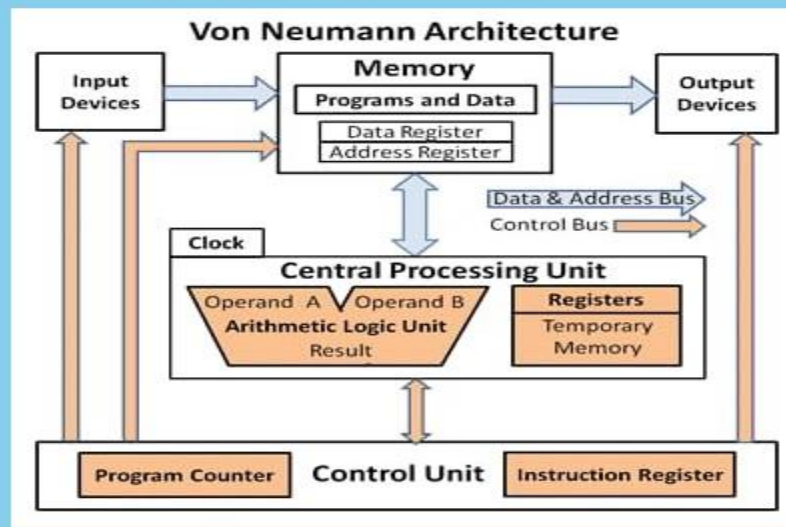 Von Neumann Architecture
Input
Devices
Memory
Programs and Data
Data Register
Address Register
Output
Devices
Data & Address Bus
Control Bus
Clock
Central Processing Unit
Operand A Operand B
Arithmetic Logic Unit
Result
Registers
Temporary
Memory
Program Counter
Control Unit
Instruction Register